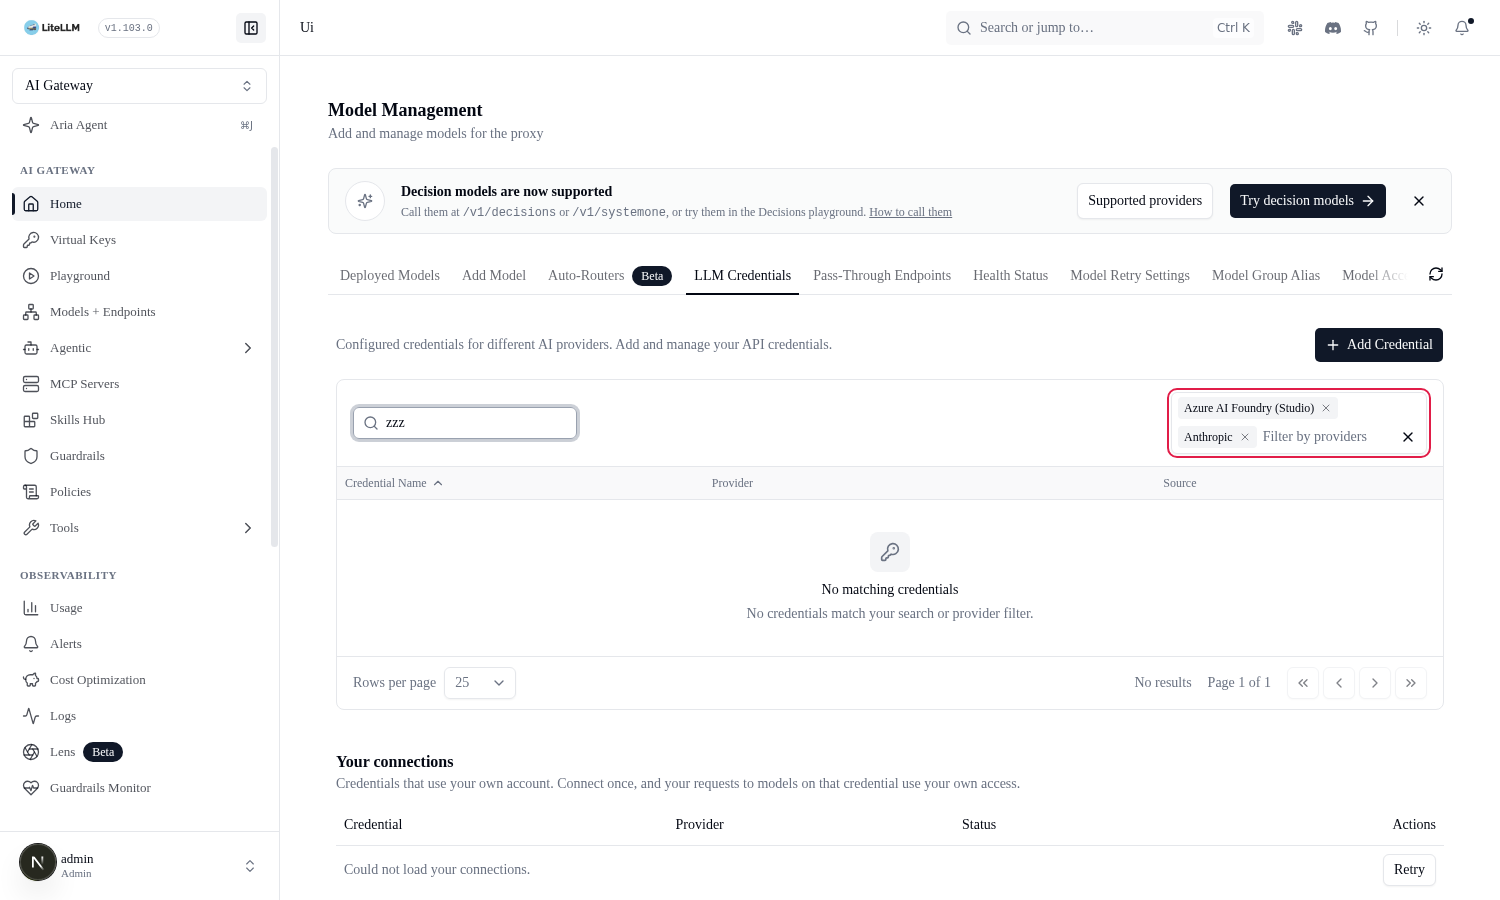 LiteLLM
v1.103.0
Ui
Search or jump to…
Ctrl K
AI Gateway
Aria Agent
⌘J
AI GATEWAY
Home
Virtual Keys
Playground
Models + Endpoints
Agentic
MCP Servers
Skills Hub
Guardrails
Policies
Tools
OBSERVABILITY
Usage
Alerts
Cost Optimization
Logs
Lens
Beta
Guardrails Monitor
N
admin
Admin
Model Management
Add and manage models for the proxy
Decision models are now supported
Call them at /v1/decisions or /v1/systemone, or try them in the Decisions playground. How to call them
Supported providers
Try decision models
Deployed Models
Add Model
Auto-Routers
Beta
LLM Credentials
Pass-Through Endpoints
Health Status
Model Retry Settings
Model Group Alias
Model Acc
Configured credentials for different AI providers. Add and manage your API credentials.
Add Credential
zzz
Azure AI Foundry (Studio)
Anthropic
Filter by providers
Credential Name
Provider
Source
No matching credentials
No credentials match your search or provider filter.
Rows per page
25
No results
Page 1 of 1
Your connections
Credentials that use your own account. Connect once, and your requests to models on that credential use your own access.
Credential
Provider
Status
Actions
Could not load your connections.
Retry